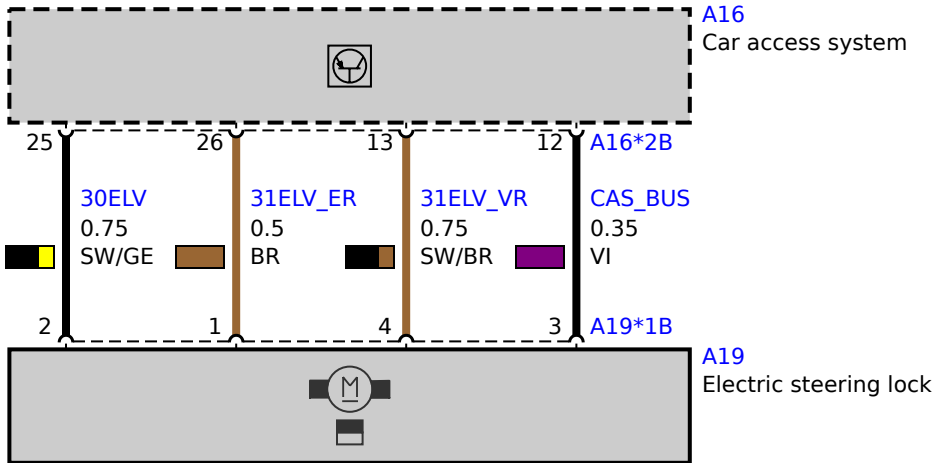 A16
Car access system
25 26 13 12 A16*2B
30ELV 31ELV_ER 31ELV_VR CAS_BUS
0.75 0.5 0.75 0.35
SW/GE BR SW/BR VI
2 1 4 3 A19*1B
A19
Electric steering lock
M